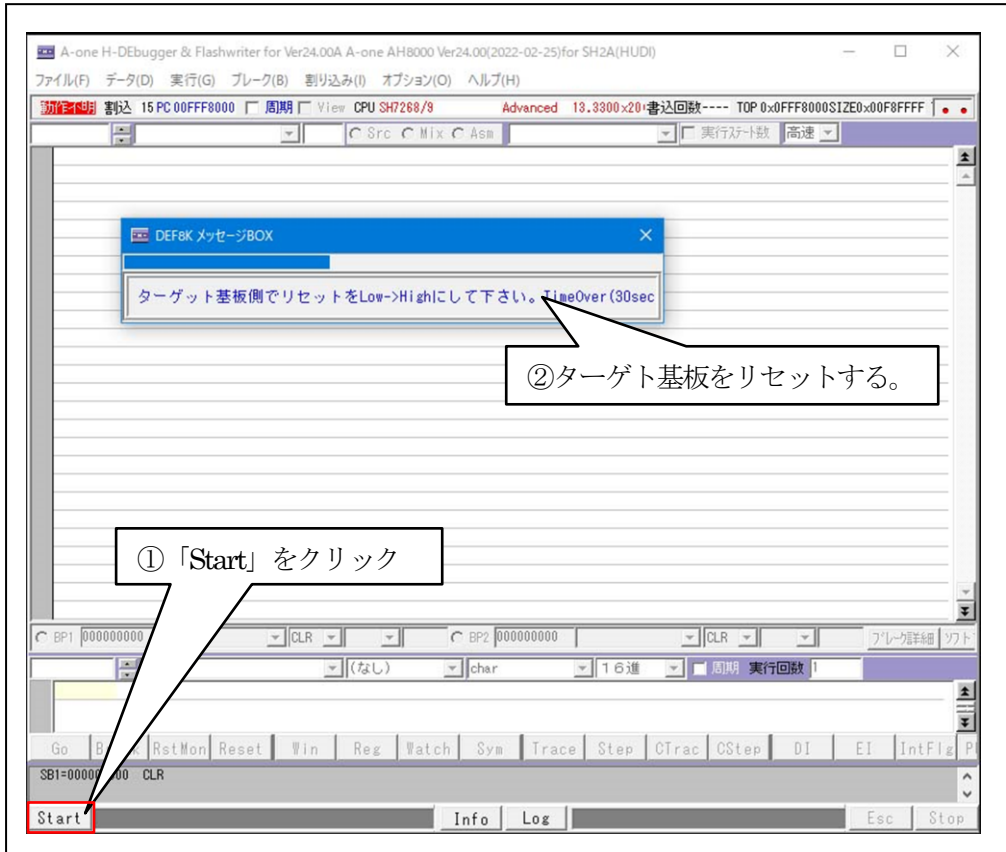 A-one H-DEbugger & Flashwriter for Ver24.00A A-one AH8000 Ver24.00(2022-02-25)for SH2A(HUDI)
ファイル(F) データ(D) 実行(G) ブレーク(B) 割り込み(I) オプション(O) ヘルプ(H)
動作不明 割込 15 PC 00FFF8000 周期 View CPU SH7268/9 Advanced 13.3300×20 書込回数---- TOP 0x0FFF8000SIZE0x00F8FFFF
Src Mix Asm 実行ステート数 高速
DEF8K メッセージBOX
ターゲット基板側でリセットをLow->Highにして下さい。TimeOver(30sec
②ターゲト基板をリセットする。
①「Start」をクリック
BP1 000000000 CLR BP2 000000000 CLR ブレーク詳細 ソフト
(なし) char 16進 周期 実行回数 1
Go RstMon Reset Win Reg Watch Sym Trace Step CTrac CStep DI EI IntFlg
CLR
Start Info Log Esc Stop